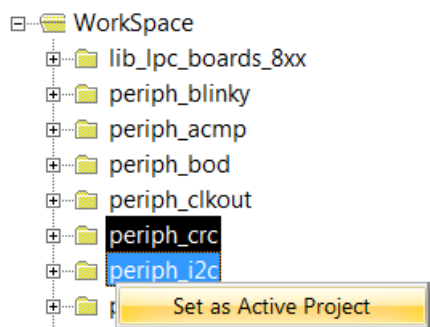 WorkSpace
lib_lpc_boards_8xx
periph_blinky
periph_acmp
periph_bod
periph_clkout
periph_crc
periph_i2c
Set as Active Project